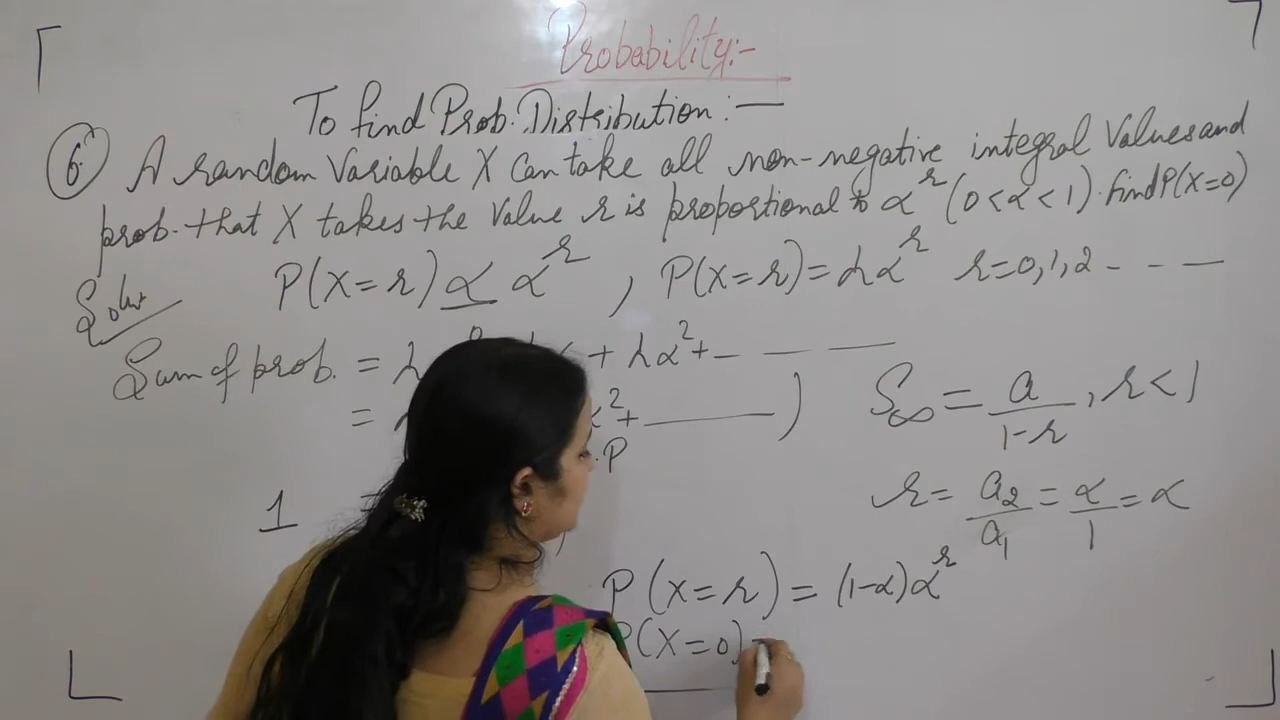 Probability:-
To find Prob. Distribution:-
6. A random Variable X can take all non-negative integral Values and
prob. that X takes the Value r is proportional to α^r (0<α<1). find P(X=0)
Solut
P(X=r) α α^r , P(X=r) = λα^r r=0,1,2 - - -
Sum of prob. = λ + λα² + - - -
= α² + ——— )
.P
S∞ = a/(1-r) , r<1
1 =
r = a₂/a₁ = α/1 = α
P(X=r) = (1-α)α^r
P(X=0) =